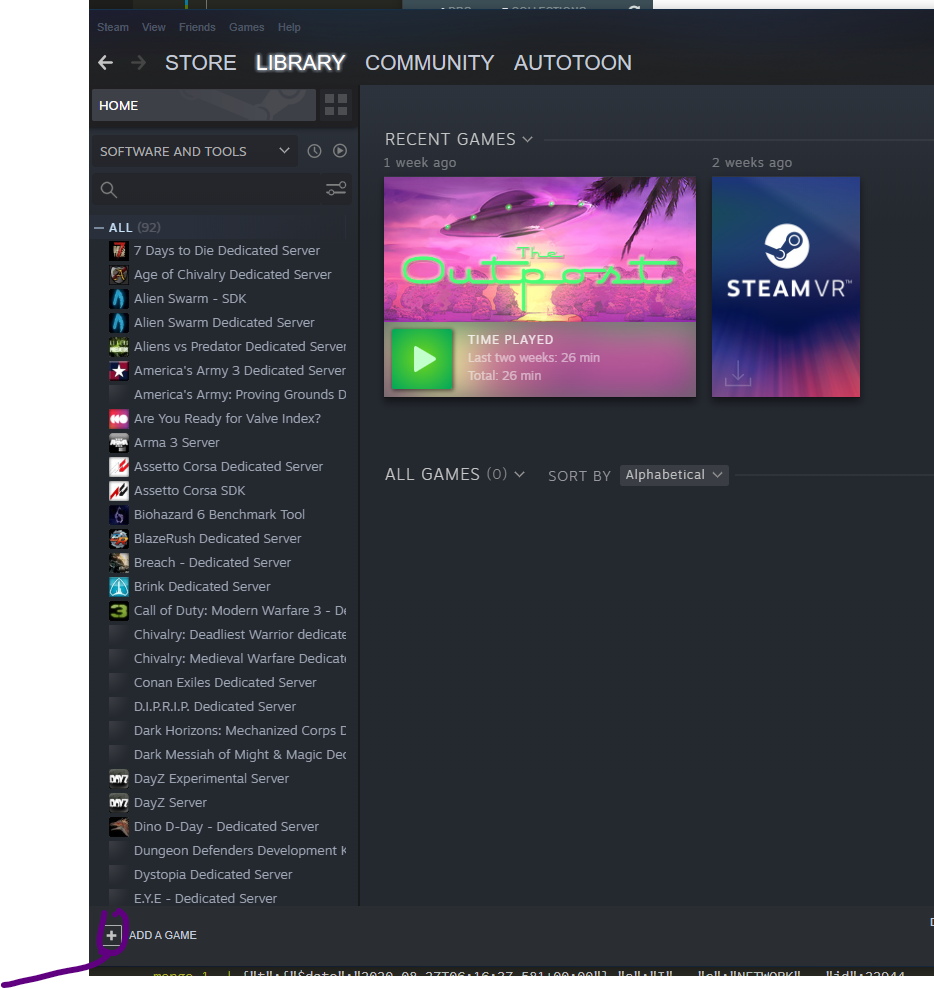 Steam View Friends Games Help
STORE LIBRARY COMMUNITY AUTOTOON
HOME
SOFTWARE AND TOOLS
ALL (92)
7 Days to Die Dedicated Server
Age of Chivalry Dedicated Server
Alien Swarm - SDK
Alien Swarm Dedicated Server
Aliens vs Predator Dedicated Server
America's Army 3 Dedicated Server
America's Army: Proving Grounds D
Are You Ready for Valve Index?
Arma 3 Server
Assetto Corsa Dedicated Server
Assetto Corsa SDK
Biohazard 6 Benchmark Tool
BlazeRush Dedicated Server
Breach - Dedicated Server
Brink Dedicated Server
Call of Duty: Modern Warfare 3 - De
Chivalry: Deadliest Warrior dedicate
Chivalry: Medieval Warfare Dedicate
Conan Exiles Dedicated Server
D.I.P.R.I.P. Dedicated Server
Dark Horizons: Mechanized Corps D
Dark Messiah of Might & Magic Ded
DayZ Experimental Server
DayZ Server
Dino D-Day - Dedicated Server
Dungeon Defenders Development K
Dystopia Dedicated Server
E.Y.E - Dedicated Server
ADD A GAME
RECENT GAMES
1 week ago
2 weeks ago
The
Outpost
TIME PLAYED
Last two weeks: 26 min
Total: 26 min
STEAMVR™
ALL GAMES (0) SORT BY Alphabetical